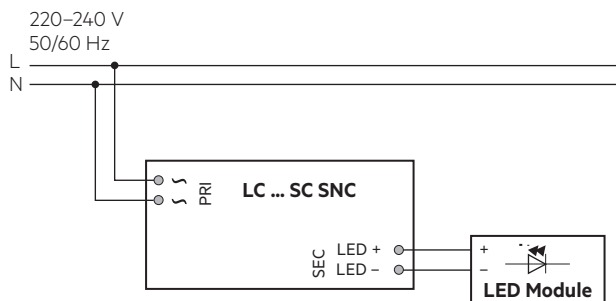 220–240 V
50/60 Hz
L
N
~ PRI
~
LC ... SC SNC
SEC
LED +
LED –
+
–
LED Module